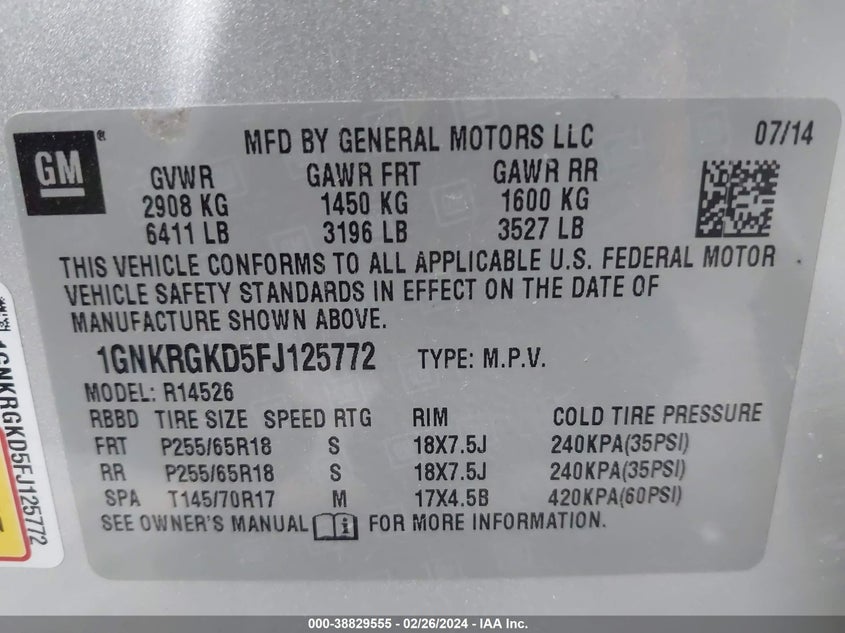 GM ®
MFD BY GENERAL MOTORS LLC 07/14
GVWR GAWR FRT GAWR RR
2908 KG 1450 KG 1600 KG
6411 LB 3196 LB 3527 LB
THIS VEHICLE CONFORMS TO ALL APPLICABLE U.S. FEDERAL MOTOR
VEHICLE SAFETY STANDARDS IN EFFECT ON THE DATE OF
MANUFACTURE SHOWN ABOVE.
1GNKRGKD5FJ125772 TYPE: M.P.V.
MODEL: R14526
RBBD TIRE SIZE SPEED RTG RIM COLD TIRE PRESSURE
FRT P255/65R18 S 18X7.5J 240KPA(35PSI)
RR P255/65R18 S 18X7.5J 240KPA(35PSI)
SPA T145/70R17 M 17X4.5B 420KPA(60PSI)
SEE OWNER'S MANUAL i FOR MORE INFORMATION.
1GNKRGKD5FJ125772
000-38829555 - 02/26/2024 - IAA Inc.